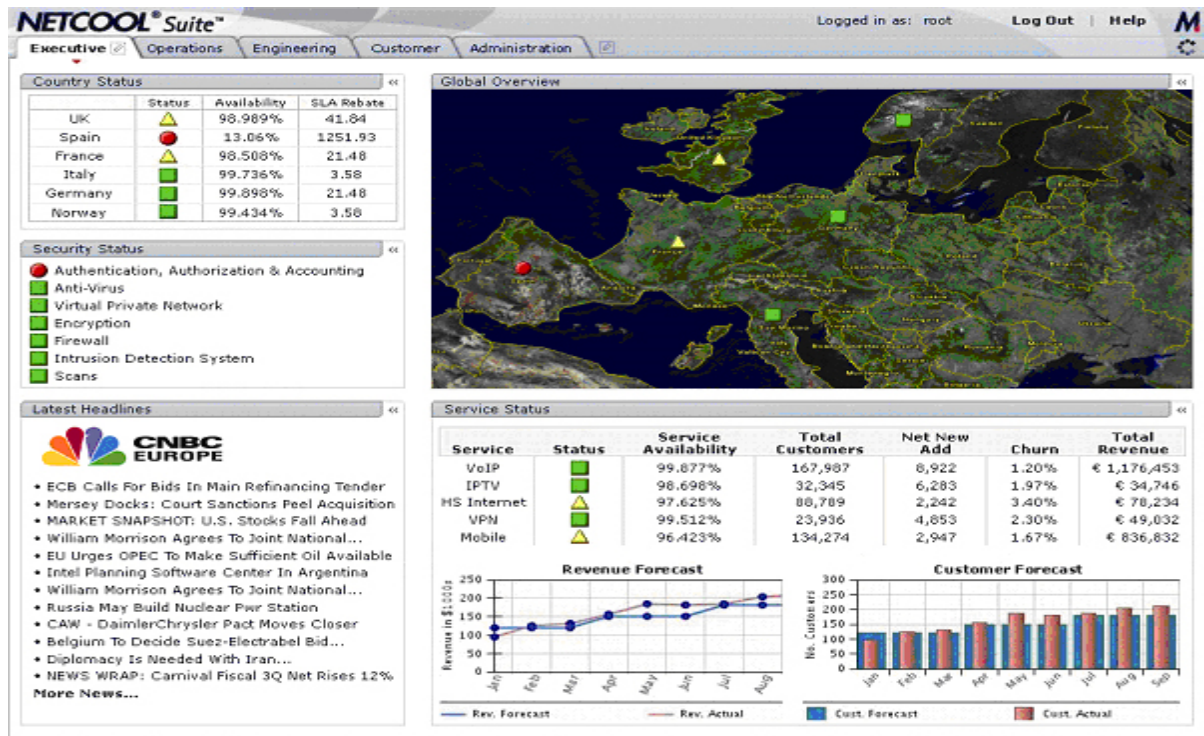 NETCOOL® Suite™
Logged in as: root
Log Out | Help
Executive
Operations
Engineering
Customer
Administration
Country Status
Status Availability SLA Rebate
UK 98.989% 41.84
Spain 13.06% 1251.93
France 98.508% 21.48
Italy 99.736% 3.58
Germany 99.898% 21.48
Norway 99.434% 3.58
Security Status
Authentication, Authorization & Accounting
Anti-Virus
Virtual Private Network
Encryption
Firewall
Intrusion Detection System
Scans
Latest Headlines
CNBC
EUROPE
• ECB Calls For Bids In Main Refinancing Tender
• Mersey Docks: Court Sanctions Peel Acquisition
• MARKET SNAPSHOT: U.S. Stocks Fall Ahead
• William Morrison Agrees To Joint National...
• EU Urges OPEC To Make Sufficient Oil Available
• Intel Planning Software Center In Argentina
• William Morrison Agrees To Joint National...
• Russia May Build Nuclear Pwr Station
• CAW - DaimlerChrysler Pact Moves Closer
• Belgium To Decide Suez-Electrabel Bid...
• Diplomacy Is Needed With Iran...
• NEWS WRAP: Carnival Fiscal 3Q Net Rises 12%
More News...
Global Overview
Sweden
Finland
Germany
France
Portugal
Poland
Ukraine
Hungary
Service Status
Service Status Service Availability Total Customers Net New Add Churn Total Revenue
VoIP 99.877% 167,987 8,922 1.20% € 1,176,453
IPTV 98.698% 32,345 6,283 1.97% € 34,746
HS Internet 97.625% 88,789 2,242 3.40% € 78,234
VPN 99.512% 23,936 4,853 2.30% € 49,032
Mobile 96.423% 134,274 2,947 1.67% € 836,832
Revenue Forecast
Revenue in $1000s
250
200
150
100
50
0
Jan Feb Mar Apr May Jun Jul Aug
Rev. Forecast Rev. Actual
Customer Forecast
No. Customers
300
250
200
150
100
50
0
Jan Feb Mar Apr May Jun Jul Aug Sep
Cust. Forecast Cust. Actual